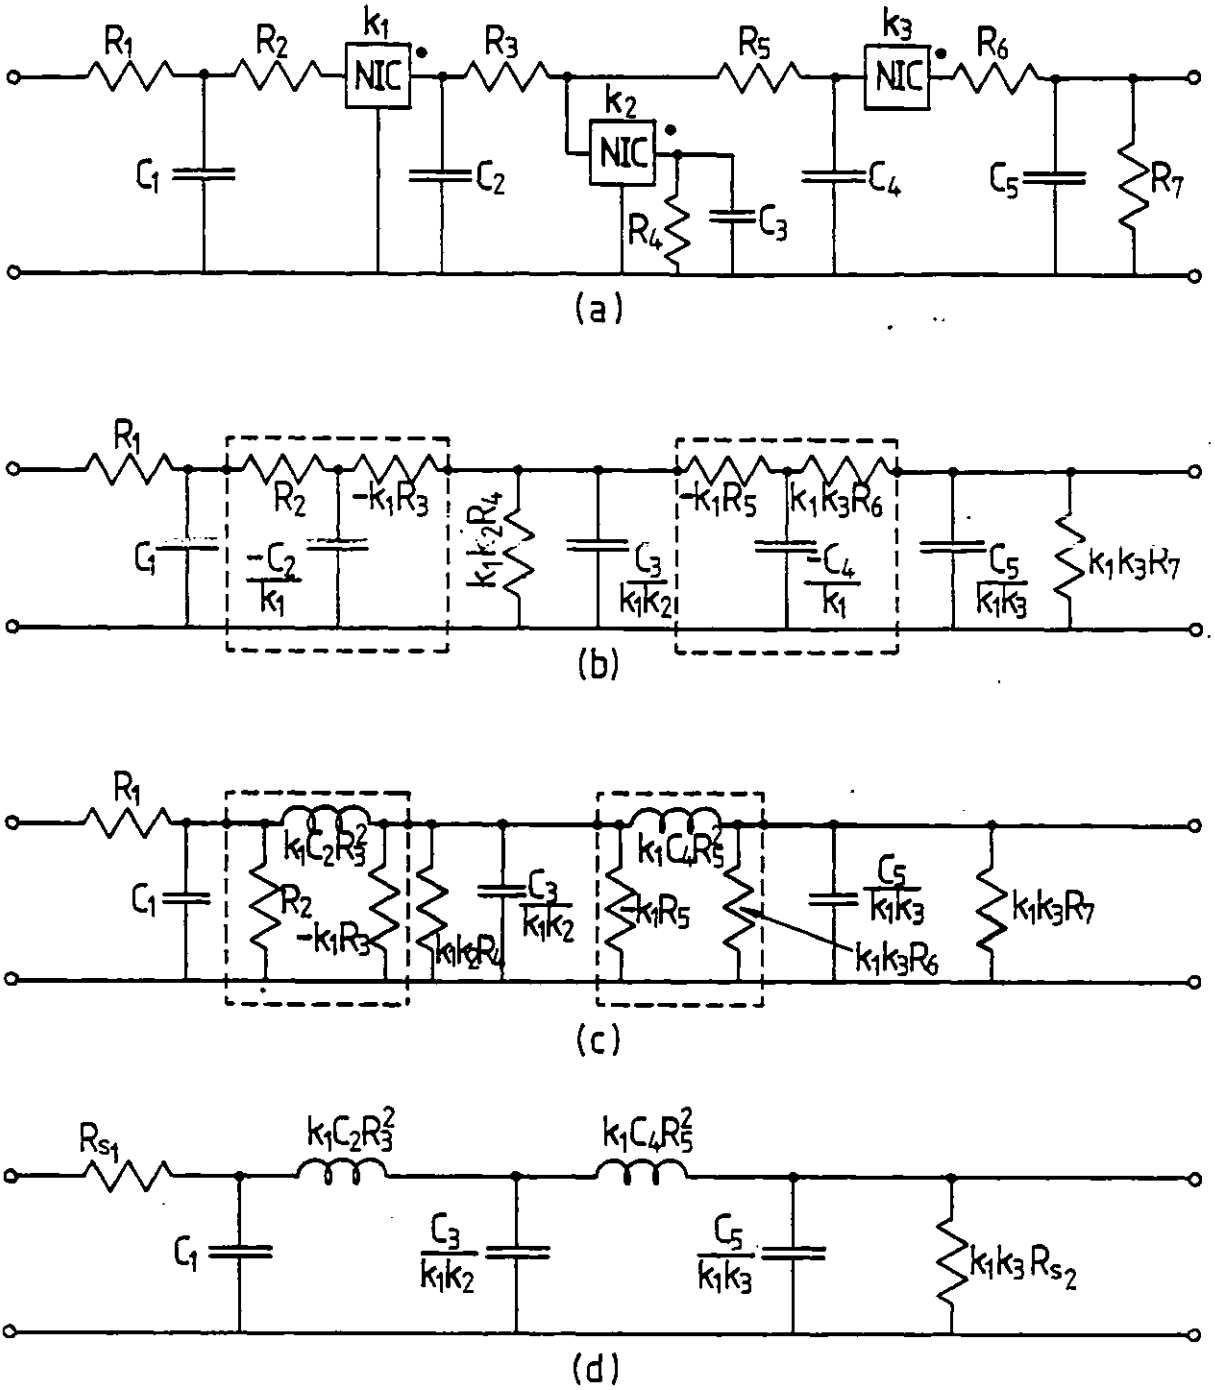 R₁ R₂ k₁ NIC R₃ k₂ NIC R₅ k₃ NIC R₆
C₁ C₂ R₄ C₃ C₄ C₅ R₇
(a)
R₁ R₂ -k₁R₃ k₁k₂R₄ -k₁R₅ k₁k₃R₆
C₁ -C₂/k₁ C₃/k₁k₂ -C₄/k₁ C₅/k₁k₃ k₁k₃R₇
(b)
R₁ k₁C₂R₃² k₁C₄R₅²
C₁ R₂ -k₁R₃ k₁k₂R₄ C₃/k₁k₂ -k₁R₅ k₁k₃R₆ C₅/k₁k₃ k₁k₃R₇
(c)
Rs₁ k₁C₂R₃² k₁C₄R₅²
C₁ C₃/k₁k₂ C₅/k₁k₃ k₁k₃Rs₂
(d)